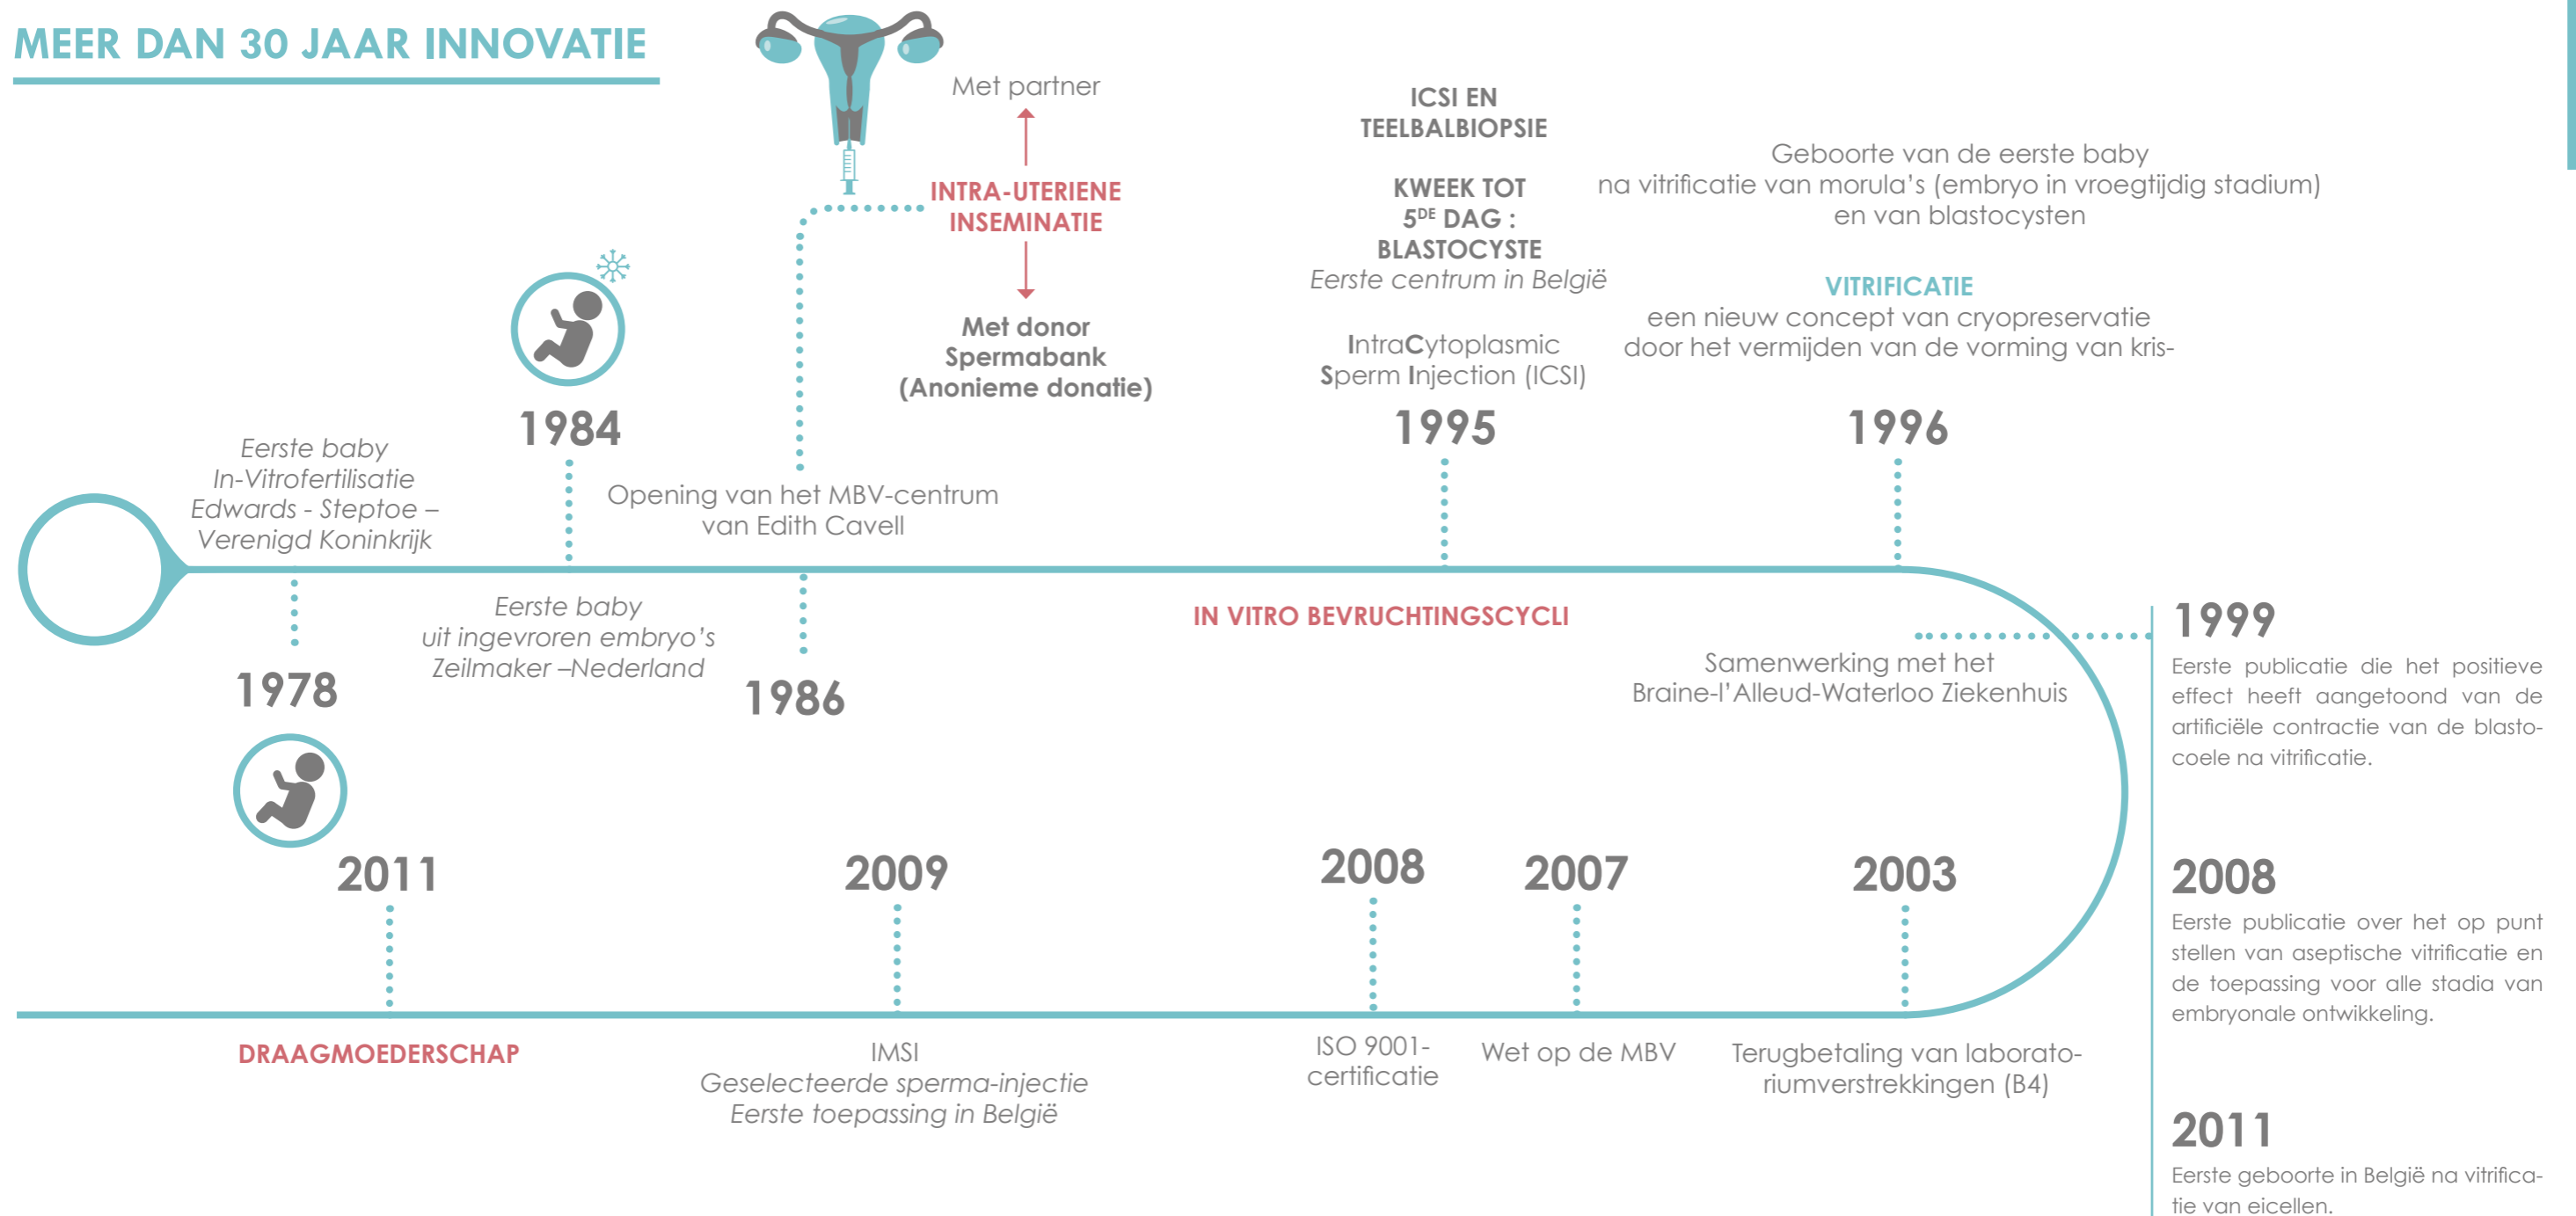 MEER DAN 30 JAAR INNOVATIE
Met partner
INTRA-UTERIENE
INSEMINATIE
Met donor
Spermabank
(Anonieme donatie)
ICSI EN
TEELBALBIOPSIE
KWEEK TOT
5DE DAG :
BLASTOCYSTE
Eerste centrum in België
IntraCytoplasmic
Sperm Injection (ICSI)
1995
Geboorte van de eerste baby
na vitrificatie van morula's (embryo in vroegtijdig stadium)
en van blastocysten
VITRIFICATIE
een nieuw concept van cryopreservatie
door het vermijden van de vorming van kris-
1996
Eerste baby
In-Vitrofertilisatie
Edwards - Steptoe –
Verenigd Koninkrijk
1978
1984
Eerste baby
uit ingevroren embryo's
Zeilmaker –Nederland
Opening van het MBV-centrum
van Edith Cavell
1986
IN VITRO BEVRUCHTINGSCYCLI
Samenwerking met het
Braine-l'Alleud-Waterloo Ziekenhuis
1999
Eerste publicatie die het positieve
effect heeft aangetoond van de
artificiële contractie van de blasto-
coele na vitrificatie.
2008
Eerste publicatie over het op punt
stellen van aseptische vitrificatie en
de toepassing voor alle stadia van
embryonale ontwikkeling.
2011
Eerste geboorte in België na vitrifica-
tie van eicellen.
2003
Terugbetaling van laborato-
riumverstrekkingen (B4)
2007
Wet op de MBV
2008
ISO 9001-
certificatie
2009
IMSI
Geselecteerde sperma-injectie
Eerste toepassing in België
2011
DRAAGMOEDERSCHAP